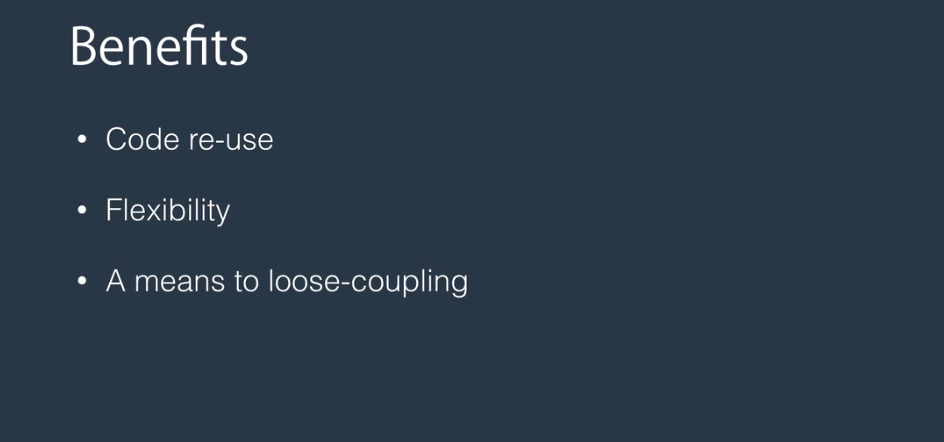 Benefits
• Code re-use
• Flexibility
• A means to loose-coupling